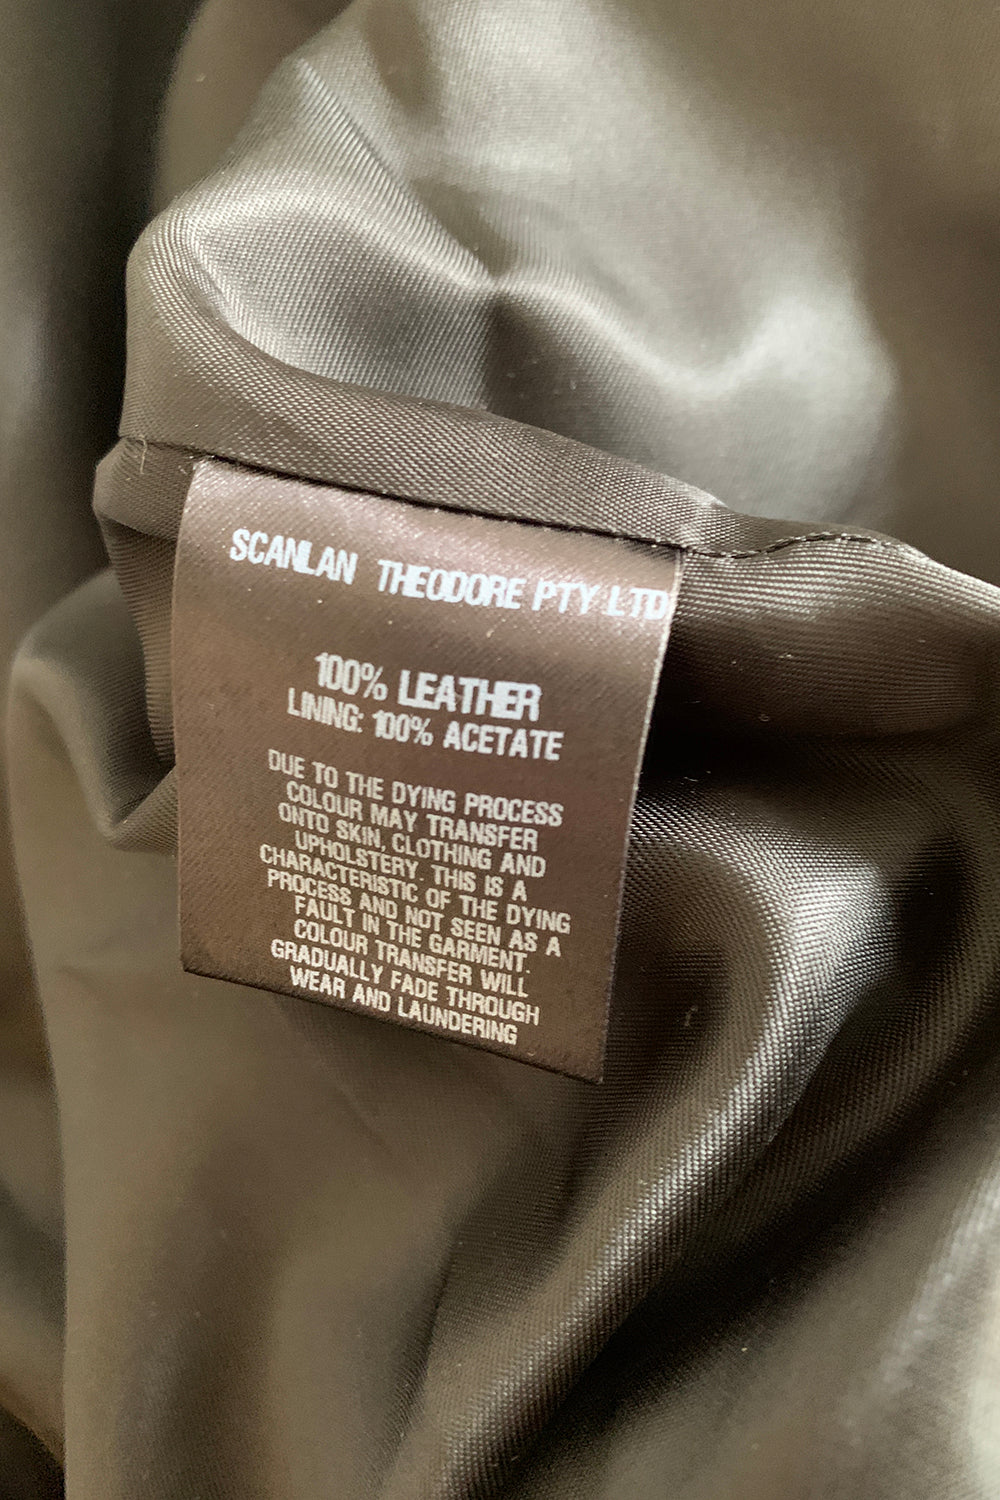 SCANLAN THEODORE PTY LTD
100% LEATHER
LINING: 100% ACETATE
DUE TO THE DYING PROCESS
COLOUR MAY TRANSFER
ONTO SKIN, CLOTHING AND
UPHOLSTERY. THIS IS A
CHARACTERISTIC OF THE DYING
PROCESS AND NOT SEEN AS A
FAULT IN THE GARMENT.
COLOUR TRANSFER WILL
GRADUALLY FADE THROUGH
WEAR AND LAUNDERING